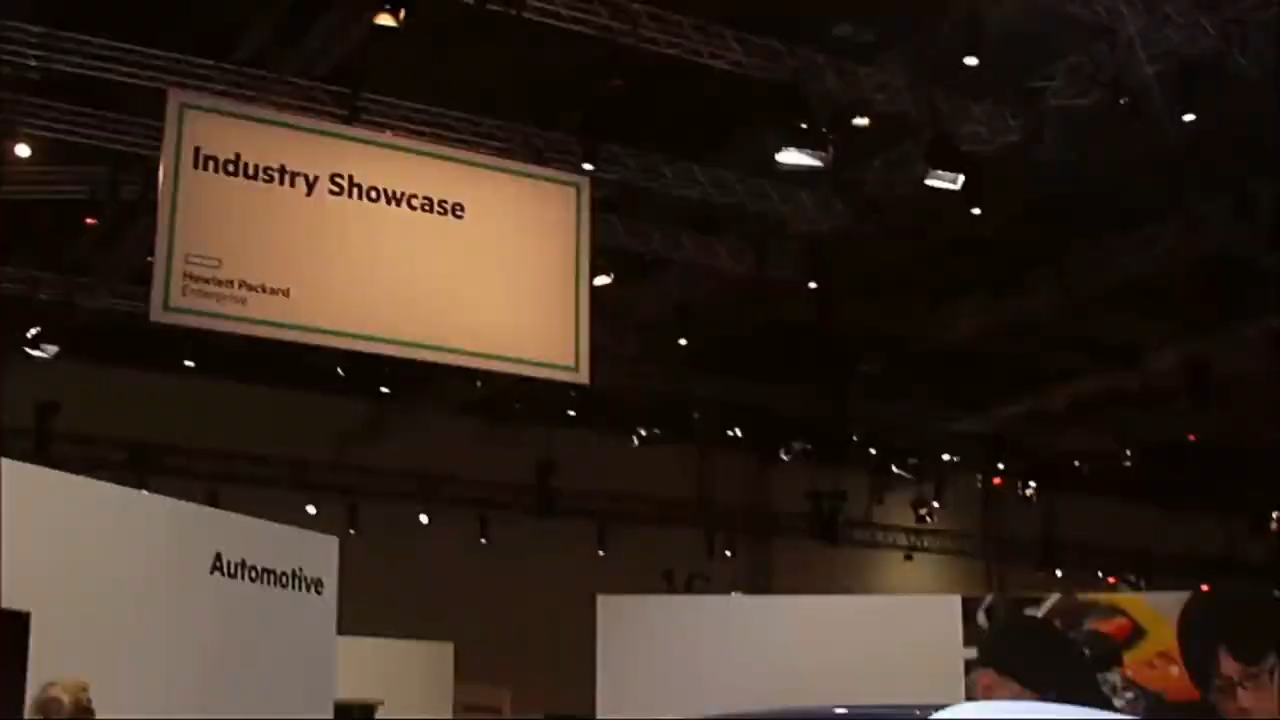 Industry Showcase
Hewlett Packard
Enterprise
Automotive